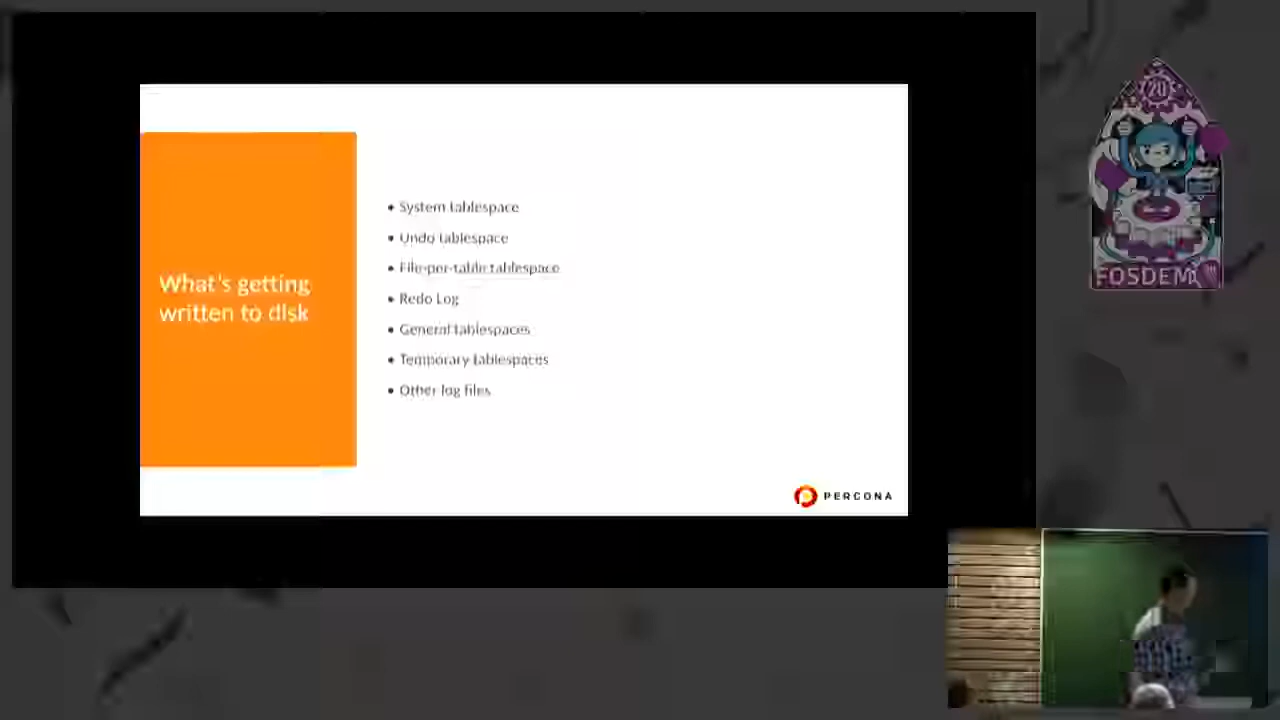 What's getting
written to disk
• System tablespace
• Undo tablespace
• File-per-table tablespace
• Redo Log
• General tablespaces
• Temporary tablespaces
• Other log files
PERCONA
20
FOSDEM